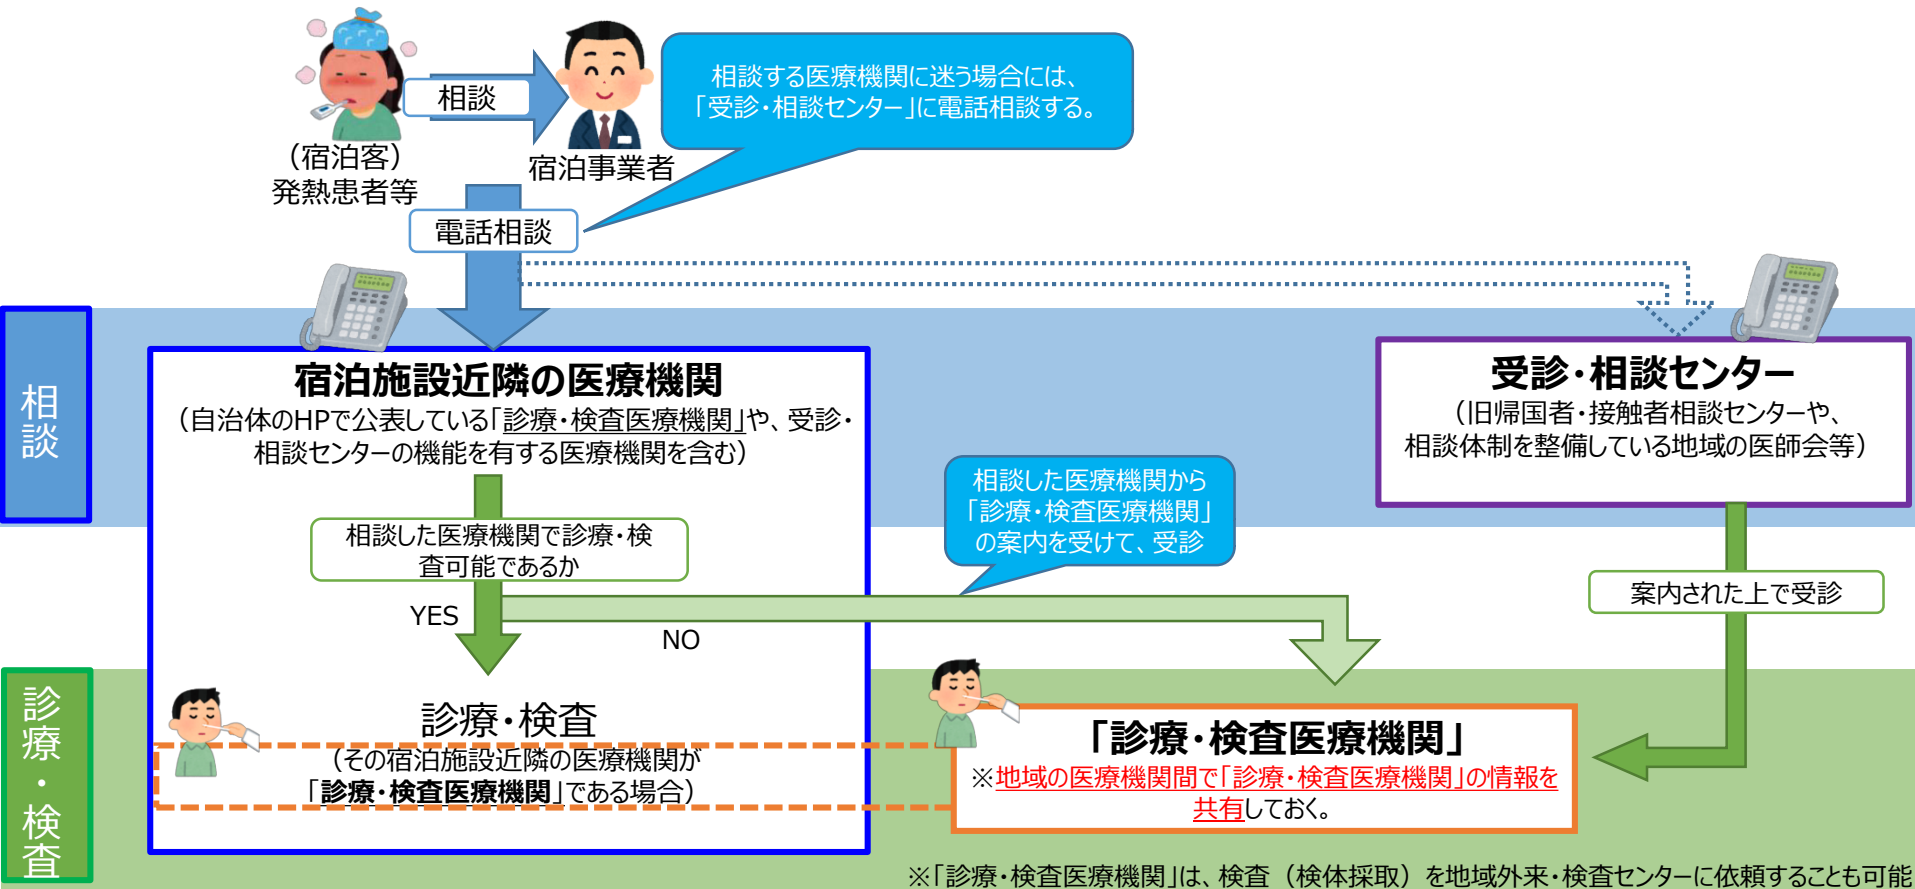 相談
相談する医療機関に迷う場合には、
「受診・相談センター」に電話相談する。
（宿泊客）
発熱患者等
宿泊事業者
電話相談
相談
宿泊施設近隣の医療機関
（自治体のHPで公表している「診療・検査医療機関」や、受診・
相談センターの機能を有する医療機関を含む）
受診・相談センター
（旧帰国者・接触者相談センターや、
相談体制を整備している地域の医師会等）
相談した医療機関から
「診療・検査医療機関」
の案内を受けて、受診
相談した医療機関で診療・検
査可能であるか
YES
NO
案内された上で受診
診療・検査
診療・検査
（その宿泊施設近隣の医療機関が
「診療・検査医療機関」である場合）
「診療・検査医療機関」
※地域の医療機関間で「診療・検査医療機関」の情報を
共有しておく。
※「診療・検査医療機関」は、検査（検体採取）を地域外来・検査センターに依頼することも可能